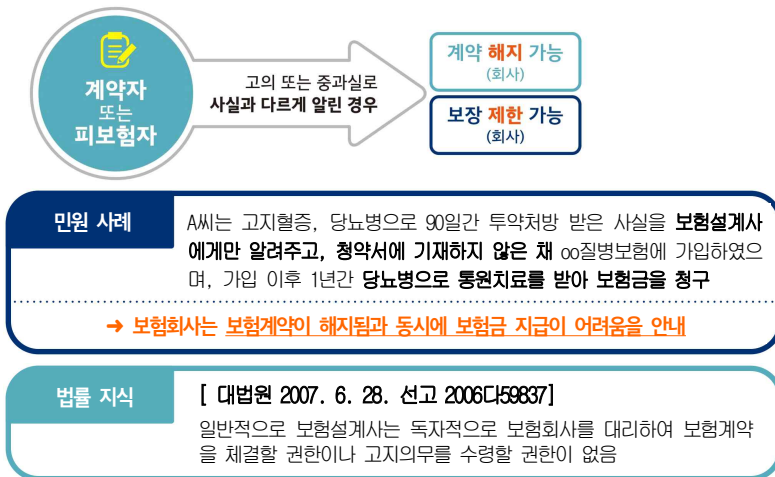 계약자
또는
피보험자
고의 또는 중과실로
사실과 다르게 알린 경우
계약 해지 가능
(회사)
보장 제한 가능
(회사)
민원 사례
A씨는 고지혈증, 당뇨병으로 90일간 투약처방 받은 사실을 보험설계사
에게만 알려주고, 청약서에 기재하지 않은 채 oo질병보험에 가입하였으
며, 가입 이후 1년간 당뇨병으로 통원치료를 받아 보험금을 청구
➜ 보험회사는 보험계약이 해지됨과 동시에 보험금 지급이 어려움을 안내
법률 지식
[ 대법원 2007. 6. 28. 선고 2006다59837]
일반적으로 보험설계사는 독자적으로 보험회사를 대리하여 보험계약
을 체결할 권한이나 고지의무를 수령할 권한이 없음